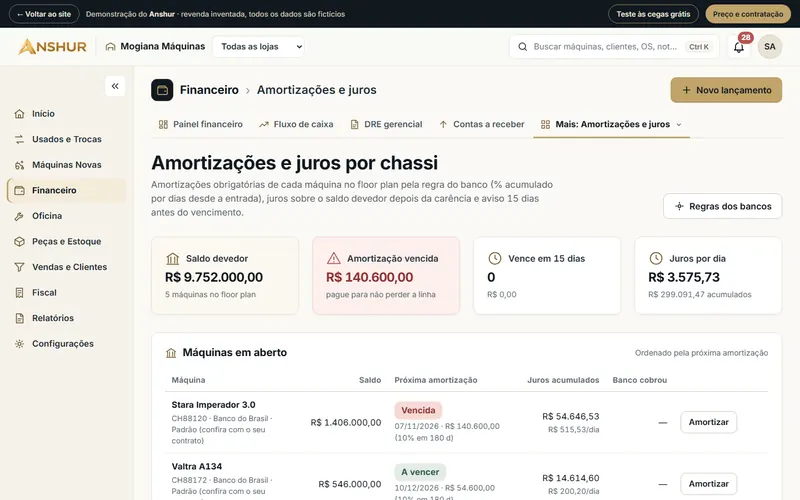 ← Voltar ao site
Demonstração do Anshur · revenda inventada, todos os dados são fictícios
Teste às cegas grátis
Preço e contratação
ANSHUR
Mogiana Máquinas
Todas as lojas
Buscar máquinas, clientes, OS, not...
Ctrl K
28
SA
«
Início
Usados e Trocas
Máquinas Novas
Financeiro
Oficina
Peças e Estoque
Vendas e Clientes
Fiscal
Relatórios
Configurações
Financeiro › Amortizações e juros
+ Novo lançamento
Painel financeiro
Fluxo de caixa
DRE gerencial
Contas a receber
Mais: Amortizações e juros
Amortizações e juros por chassi
Amortizações obrigatórias de cada máquina no floor plan pela regra do banco (% acumulado
por dias desde a entrada), juros sobre o saldo devedor depois da carência e aviso 15 dias
antes do vencimento.
Regras dos bancos
Saldo devedor
R$ 9.752.000,00
5 máquinas no floor plan
Amortização vencida
R$ 140.600,00
pague para não perder a linha
Vence em 15 dias
0
R$ 0,00
Juros por dia
R$ 3.575,73
R$ 299.091,47 acumulados
Máquinas em aberto
Ordenado pela próxima amortização
Máquina
Saldo
Próxima amortização
Juros acumulados
Banco cobrou
Stara Imperador 3.0
CH88120 · Banco do Brasil ·
Padrão (confira com o seu
contrato)
R$ 1.406.000,00
Vencida
07/11/2026 · R$ 140.600,00
(10% em 180 d)
R$ 54.646,53
R$ 515,53/dia
—
Amortizar
Valtra A134
CH88172 · Banco do Brasil ·
Padrão (confira com o seu
R$ 546.000,00
A vencer
10/12/2026 · R$ 54.600,00
(10% em 180 d)
R$ 14.614,60
R$ 200,20/dia
—
Amortizar